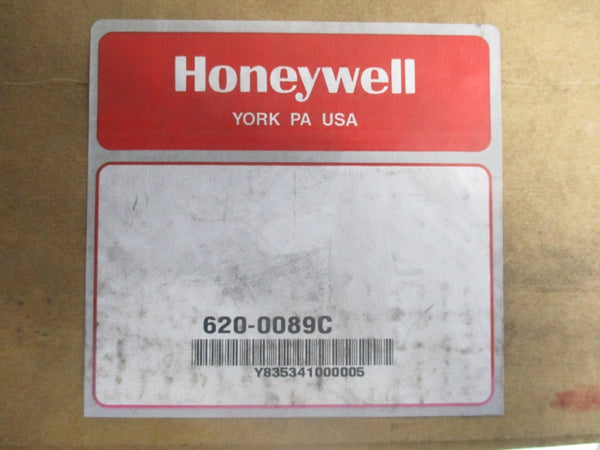 Honeywell
YORK PA USA
620-0089C
Y835341000005